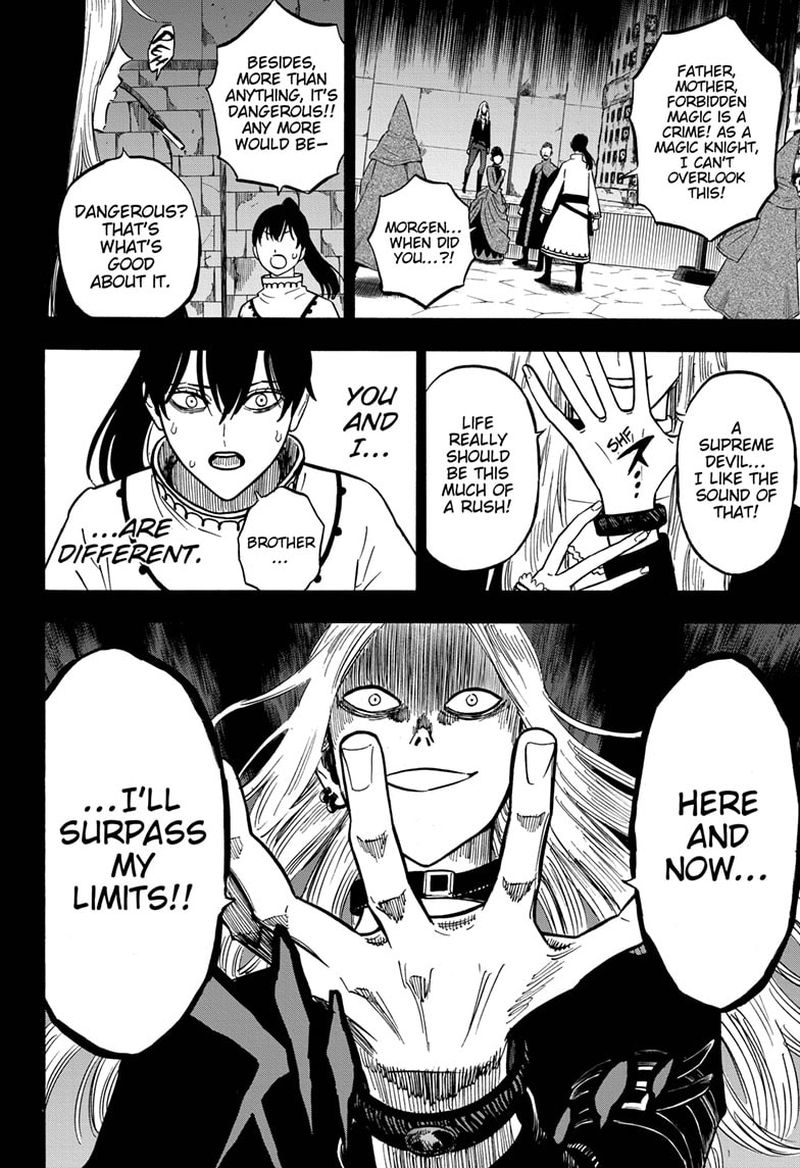 FATHER,
MOTHER,
FORBIDDEN
MAGIC IS A
CRIME! AS A
MAGIC KNIGHT,
I CAN'T
OVERLOOK
THIS!
MORGEN...
WHEN DID
YOU...?!
BESIDES,
MORE THAN
ANYTHING, IT'S
DANGEROUS!!
ANY MORE
WOULD BE–
DANGEROUS?
THAT'S
WHAT'S
GOOD
ABOUT IT.
A
SUPREME
DEVIL...
I LIKE THE
SOUND OF
THAT!
SHF
LIFE
REALLY
SHOULD
BE THIS
MUCH OF
A RUSH!
YOU
AND
I...
BROTHER
...
...ARE
DIFFERENT.
HERE
AND
NOW...
...I'LL
SURPASS
MY
LIMITS!!